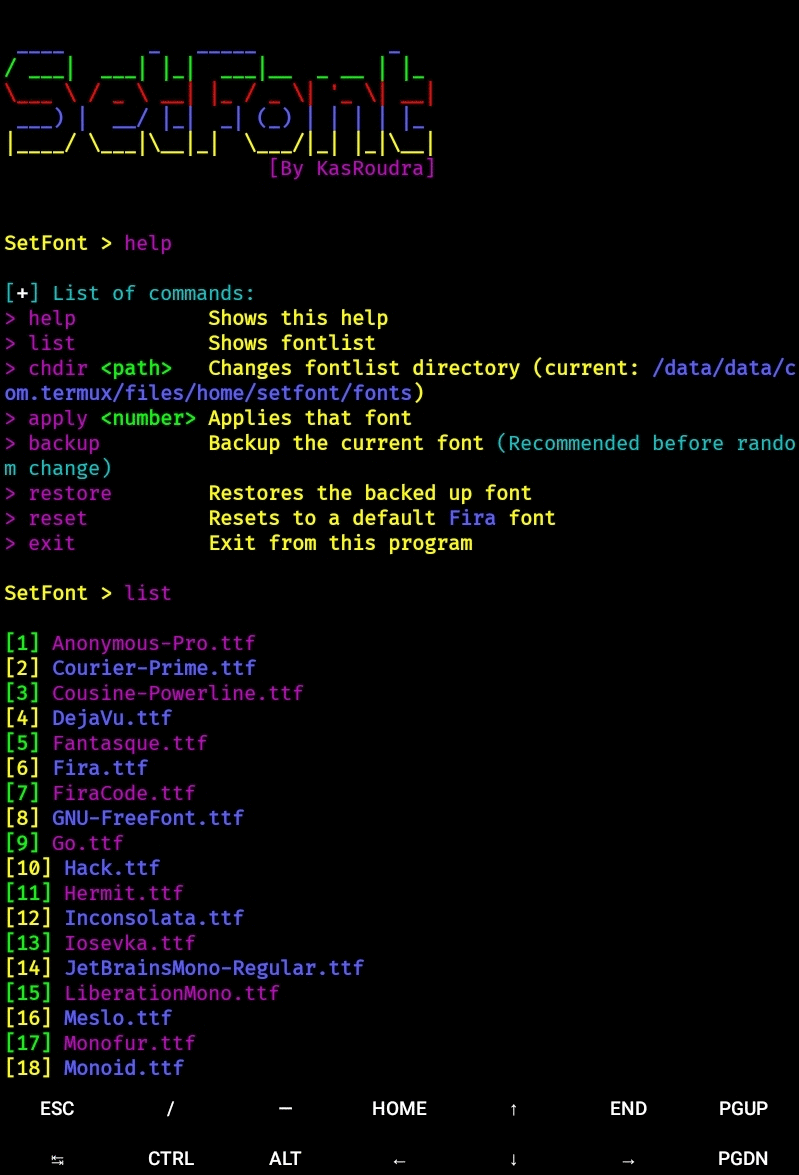 SetFont
[By KasRoudra]
SetFont > help
[+] List of commands:
> help Shows this help
> list Shows fontlist
> chdir <path> Changes fontlist directory (current: /data/data/c
om.termux/files/home/setfont/fonts)
> apply <number> Applies that font
> backup Backup the current font (Recommended before rando
m change)
> restore Restores the backed up font
> reset Resets to a default Fira font
> exit Exit from this program
SetFont > list
[1] Anonymous-Pro.ttf
[2] Courier-Prime.ttf
[3] Cousine-Powerline.ttf
[4] DejaVu.ttf
[5] Fantasque.ttf
[6] Fira.ttf
[7] FiraCode.ttf
[8] GNU-FreeFont.ttf
[9] Go.ttf
[10] Hack.ttf
[11] Hermit.ttf
[12] Inconsolata.ttf
[13] Iosevka.ttf
[14] JetBrainsMono-Regular.ttf
[15] LiberationMono.ttf
[16] Meslo.ttf
[17] Monofur.ttf
[18] Monoid.ttf
ESC / — HOME ↑ END PGUP
↹ CTRL ALT ← ↓ → PGDN